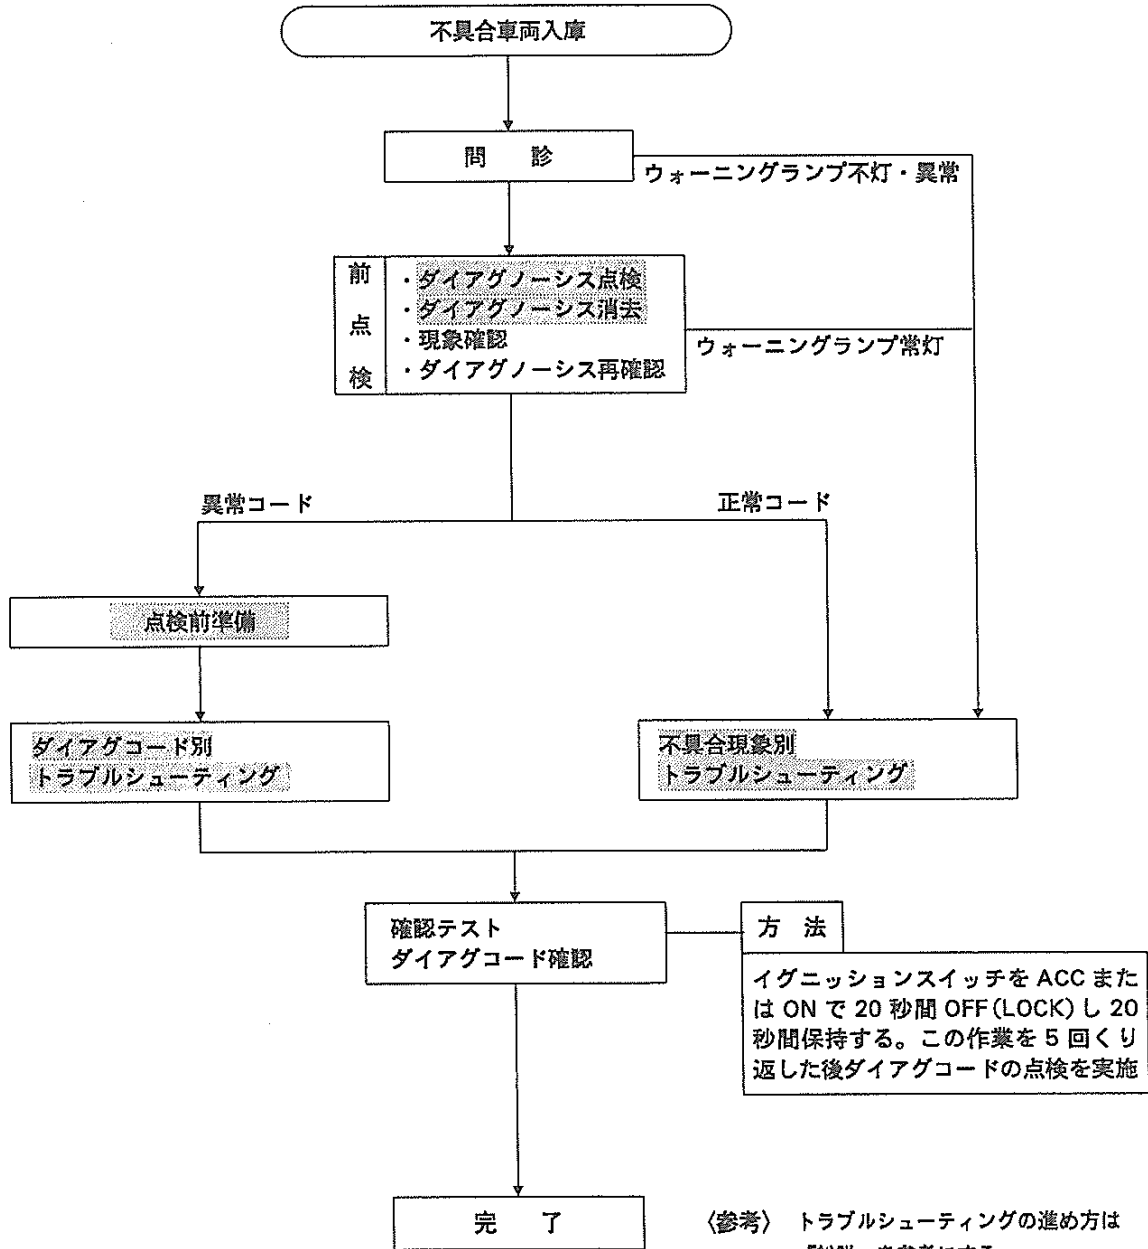 不具合車両入庫
問　診
ウォーニングランプ不灯・異常
前点検
・ダイアグノーシス点検
・ダイアグノーシス消去
・現象確認
・ダイアグノーシス再確認
ウォーニングランプ常灯
異常コード
正常コード
点検前準備
ダイアグコード別
トラブルシューティング
不具合現象別
トラブルシューティング
確認テスト
ダイアグコード確認
方　法
イグニッションスイッチを ACC また
は ON で 20 秒間 OFF(LOCK) し 20
秒間保持する。この作業を 5 回くり
返した後ダイアグコードの点検を実施
完　了
〈参考〉 トラブルシューティングの進め方は